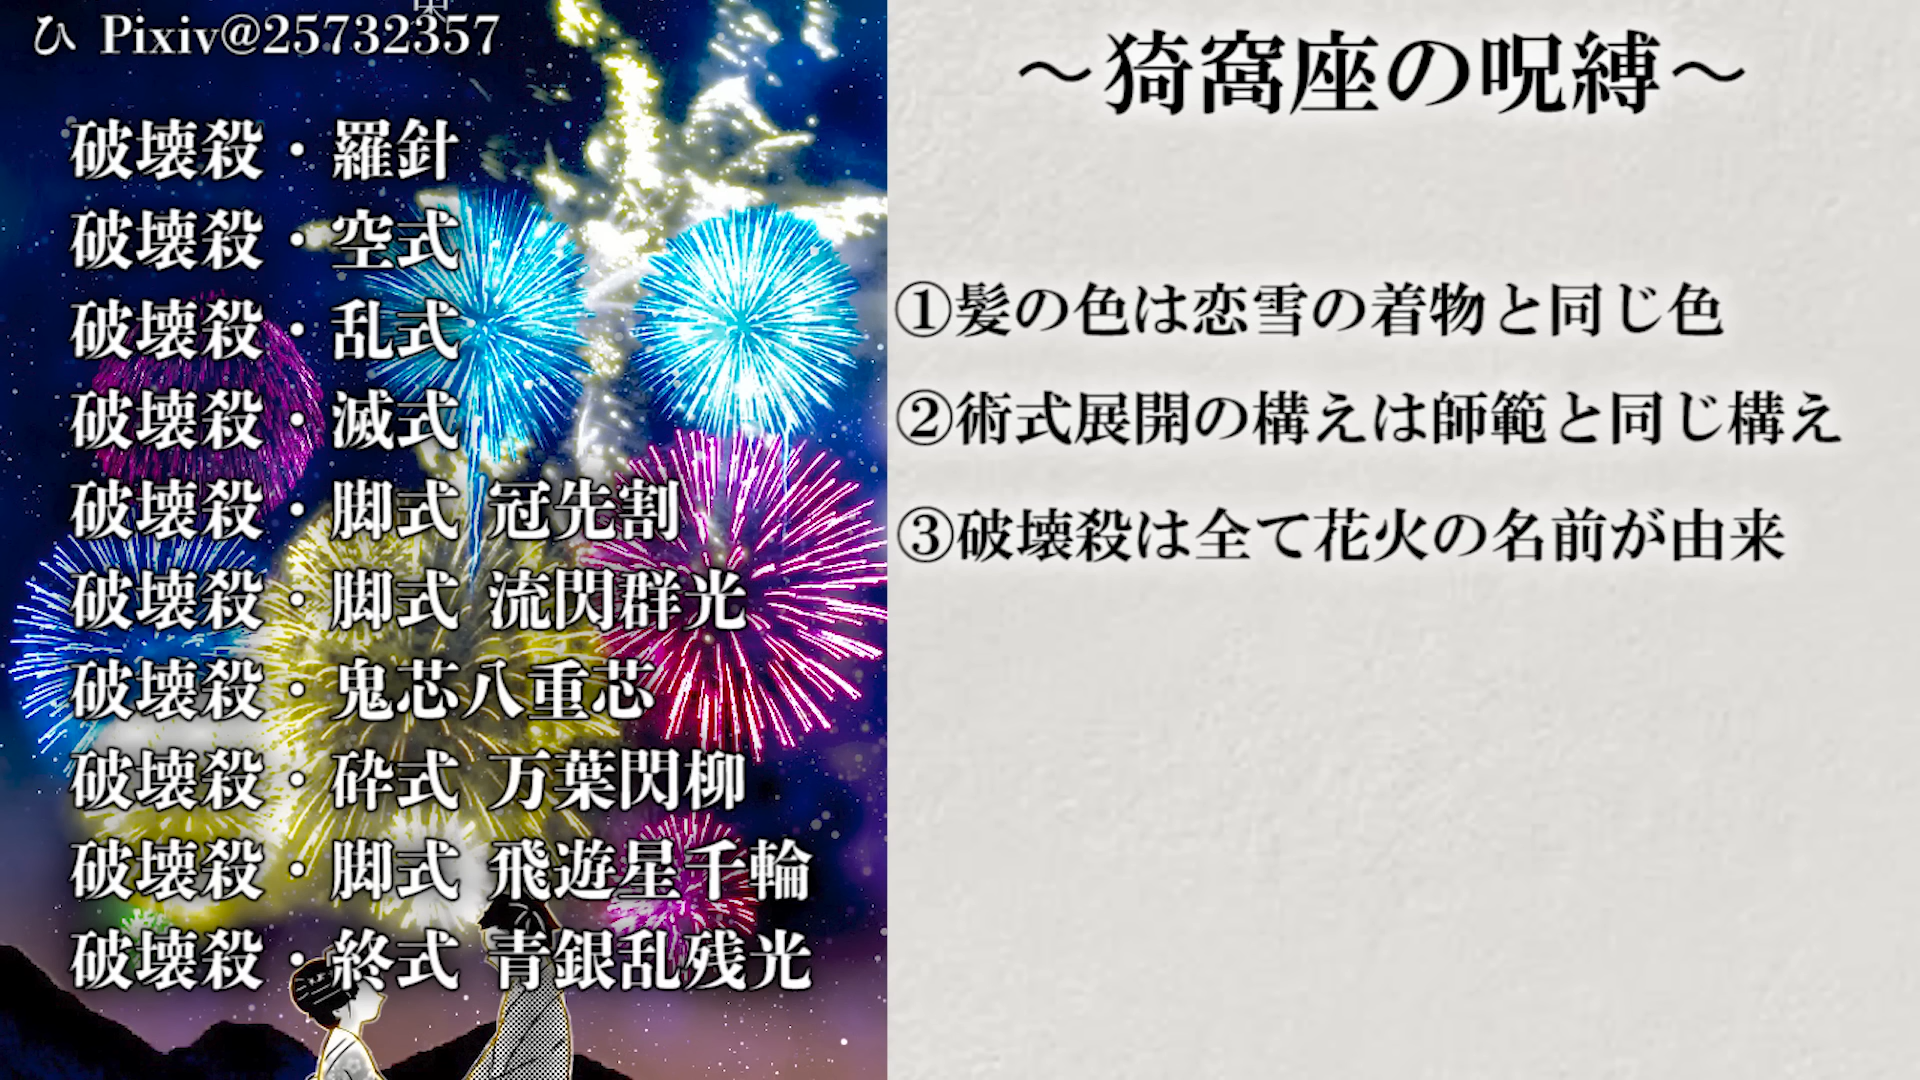 ひ Pixiv@25732357
破壊殺・羅針
破壊殺・空式
破壊殺・乱式
破壊殺・滅式
破壊殺・脚式 冠先割
破壊殺・脚式 流閃群光
破壊殺・鬼芯八重芯
破壊殺・砕式 万葉閃柳
破壊殺・脚式 飛遊星千輪
破壊殺・終式 青銀乱残光
～猗窩座の呪縛～
①髪の色は恋雪の着物と同じ色
②術式展開の構えは師範と同じ構え
③破壊殺は全て花火の名前が由来